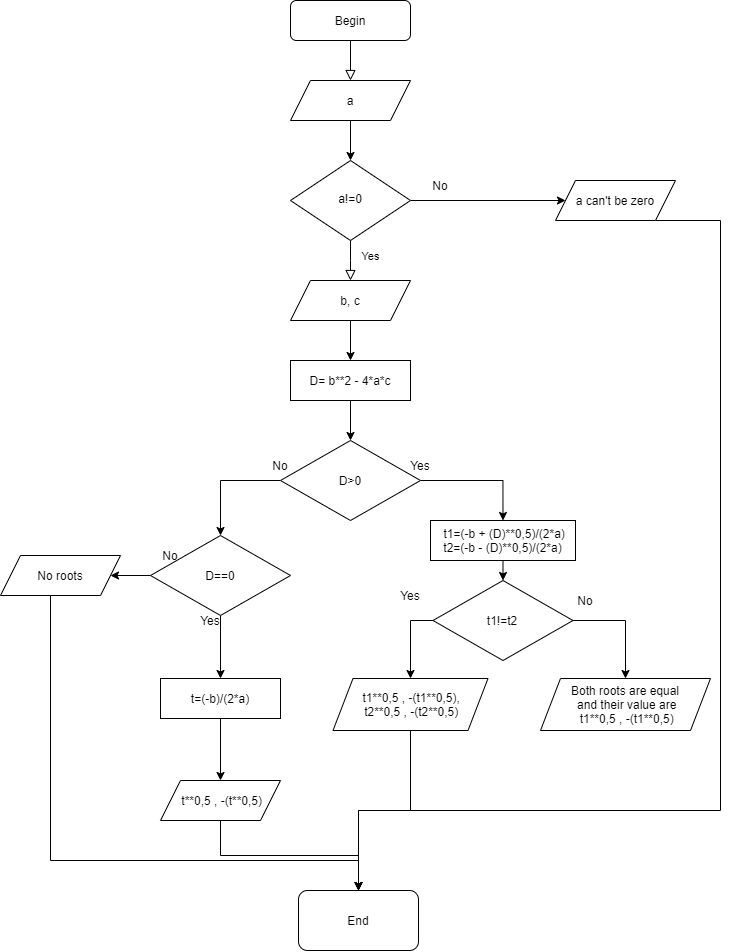 Begin
a
a!=0
No
a can't be zero
Yes
b, c
D= b**2 - 4*a*c
No
D>0
Yes
t1=(-b + (D)**0,5)/(2*a)
t2=(-b - (D)**0,5)/(2*a)
No
No roots
D==0
Yes
Yes
t1!=t2
No
t=(-b)/(2*a)
t1**0,5 , -(t1**0,5),
t2**0,5 , -(t2**0,5)
Both roots are equal
and their value are
t1**0,5 , -(t1**0,5)
t**0,5 , -(t**0,5)
End